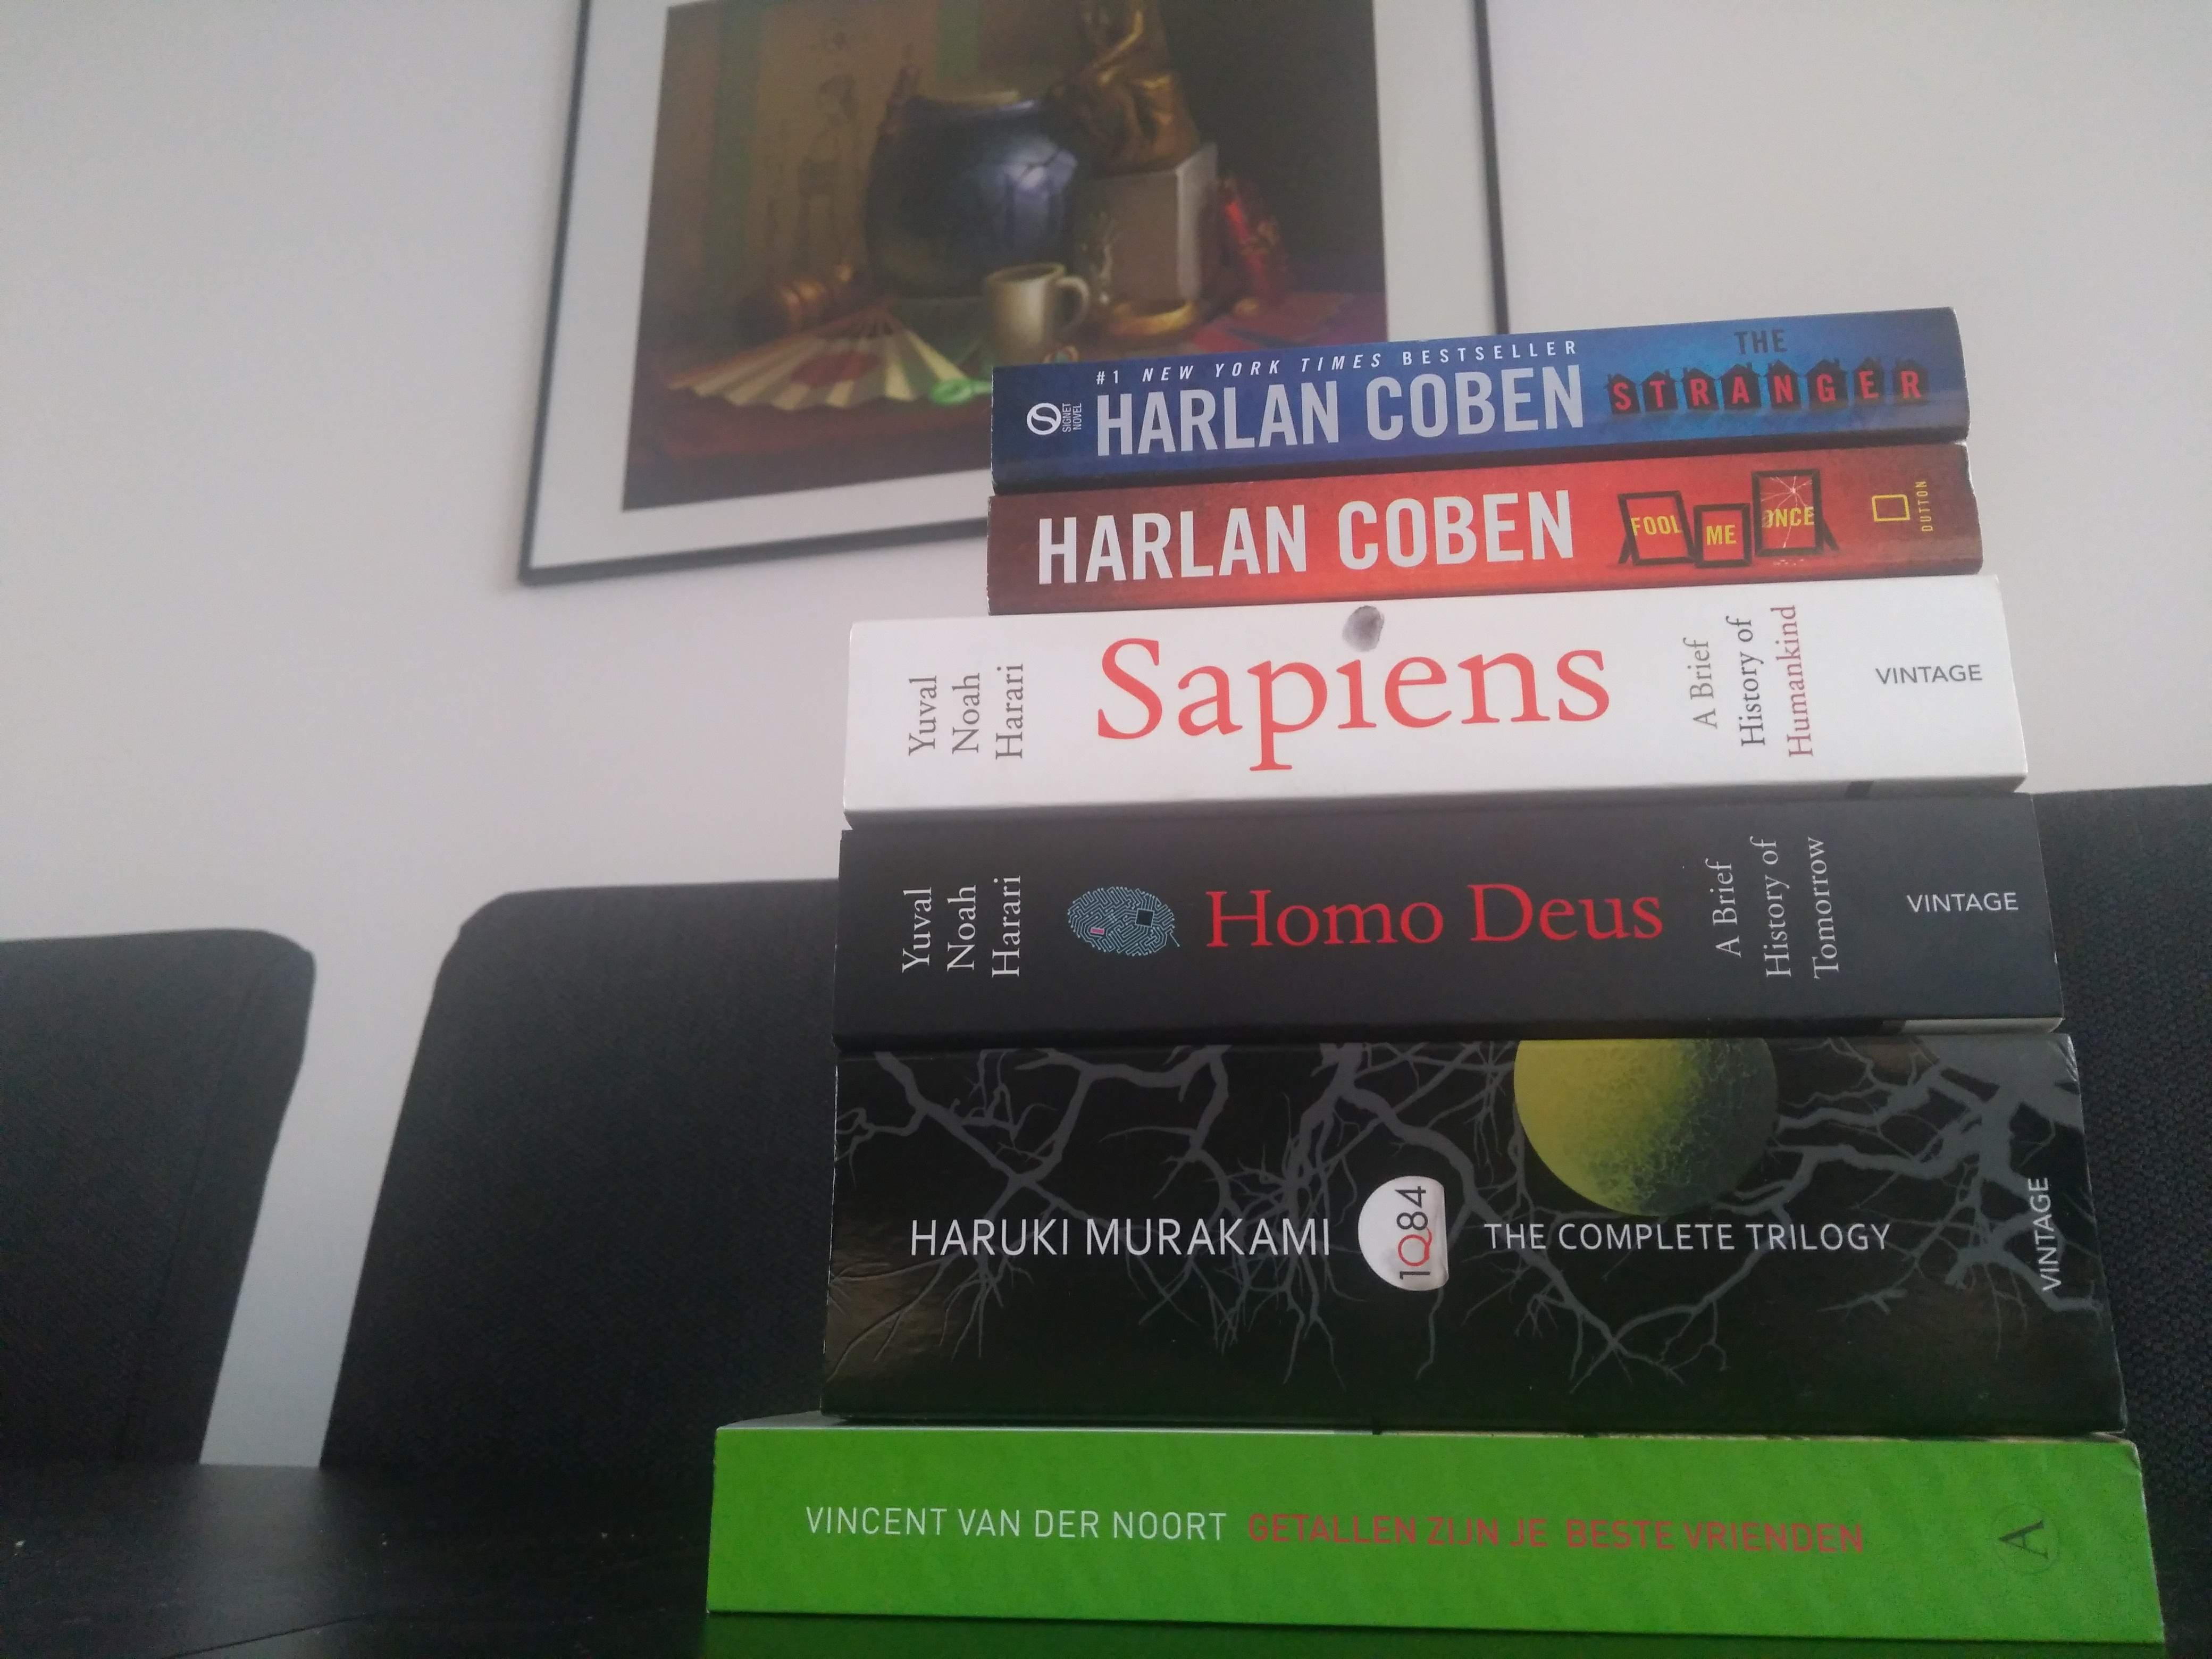 #1 NEW YORK TIMES BESTSELLER
SIGNET
NOVEL
HARLAN COBEN
THE
STRANGER
HARLAN COBEN
FOOL
ME
ONCE
DUTTON
Yuval
Noah
Harari
Sapiens
A Brief
History of
Humankind
VINTAGE
Yuval
Noah
Harari
Homo Deus
A Brief
History of
Tomorrow
VINTAGE
HARUKI MURAKAMI
1Q84
THE COMPLETE TRILOGY
VINTAGE
VINCENT VAN DER NOORT GETALLEN ZIJN JE BESTE VRIENDEN
A